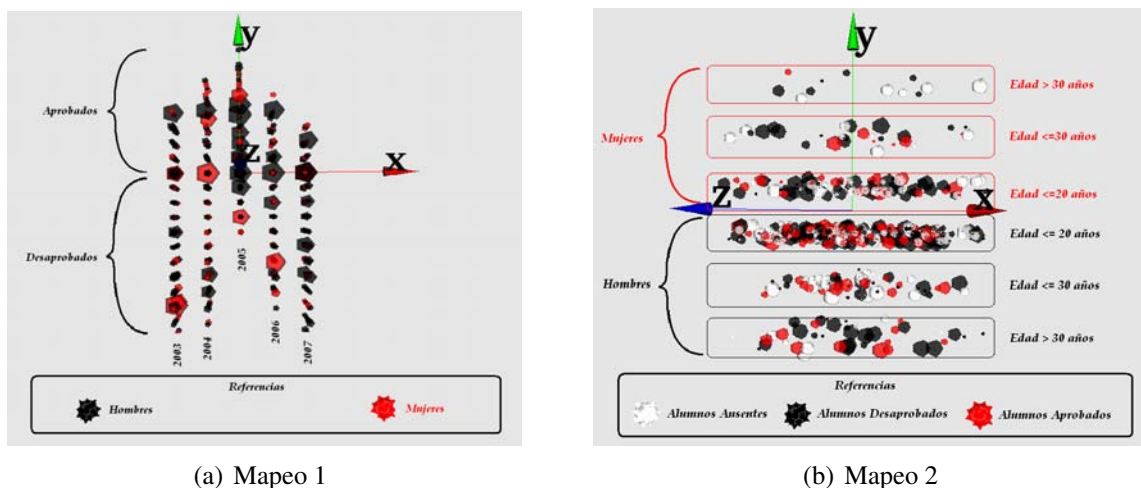 y
Aprobados
z
x
Desaprobados
2003
2004
2005
2006
2007
Referencias
Hombres
Mujeres
(a) Mapeo 1
y
Edad > 30 años
Mujeres
Edad <=30 años
Edad <=20 años
z
x
Edad <= 20 años
Hombres
Edad <= 30 años
Edad > 30 años
Referencias
Alumnos Ausentes
Alumnos Desaprobados
Alumnos Aprobados
(b) Mapeo 2